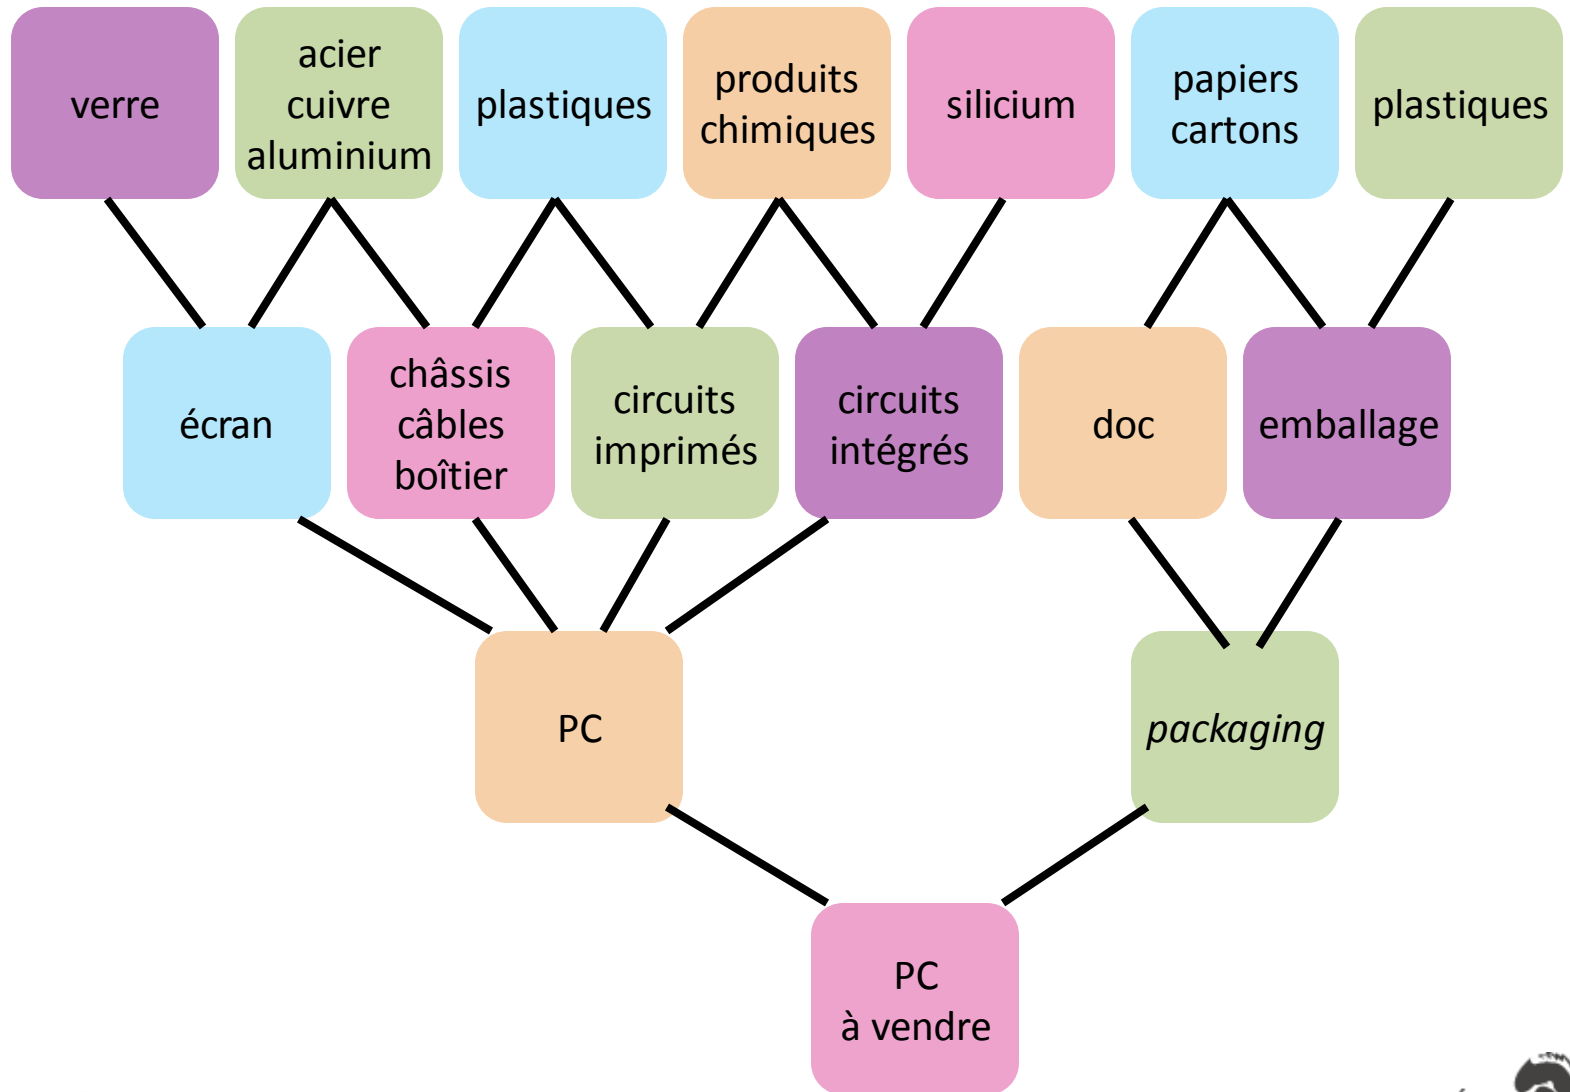 verre
acier
cuivre
aluminium
plastiques
produits
chimiques
silicium
papiers
cartons
plastiques
écran
châssis
câbles
boîtier
circuits
imprimés
circuits
intégrés
doc
emballage
PC
packaging
PC
à vendre